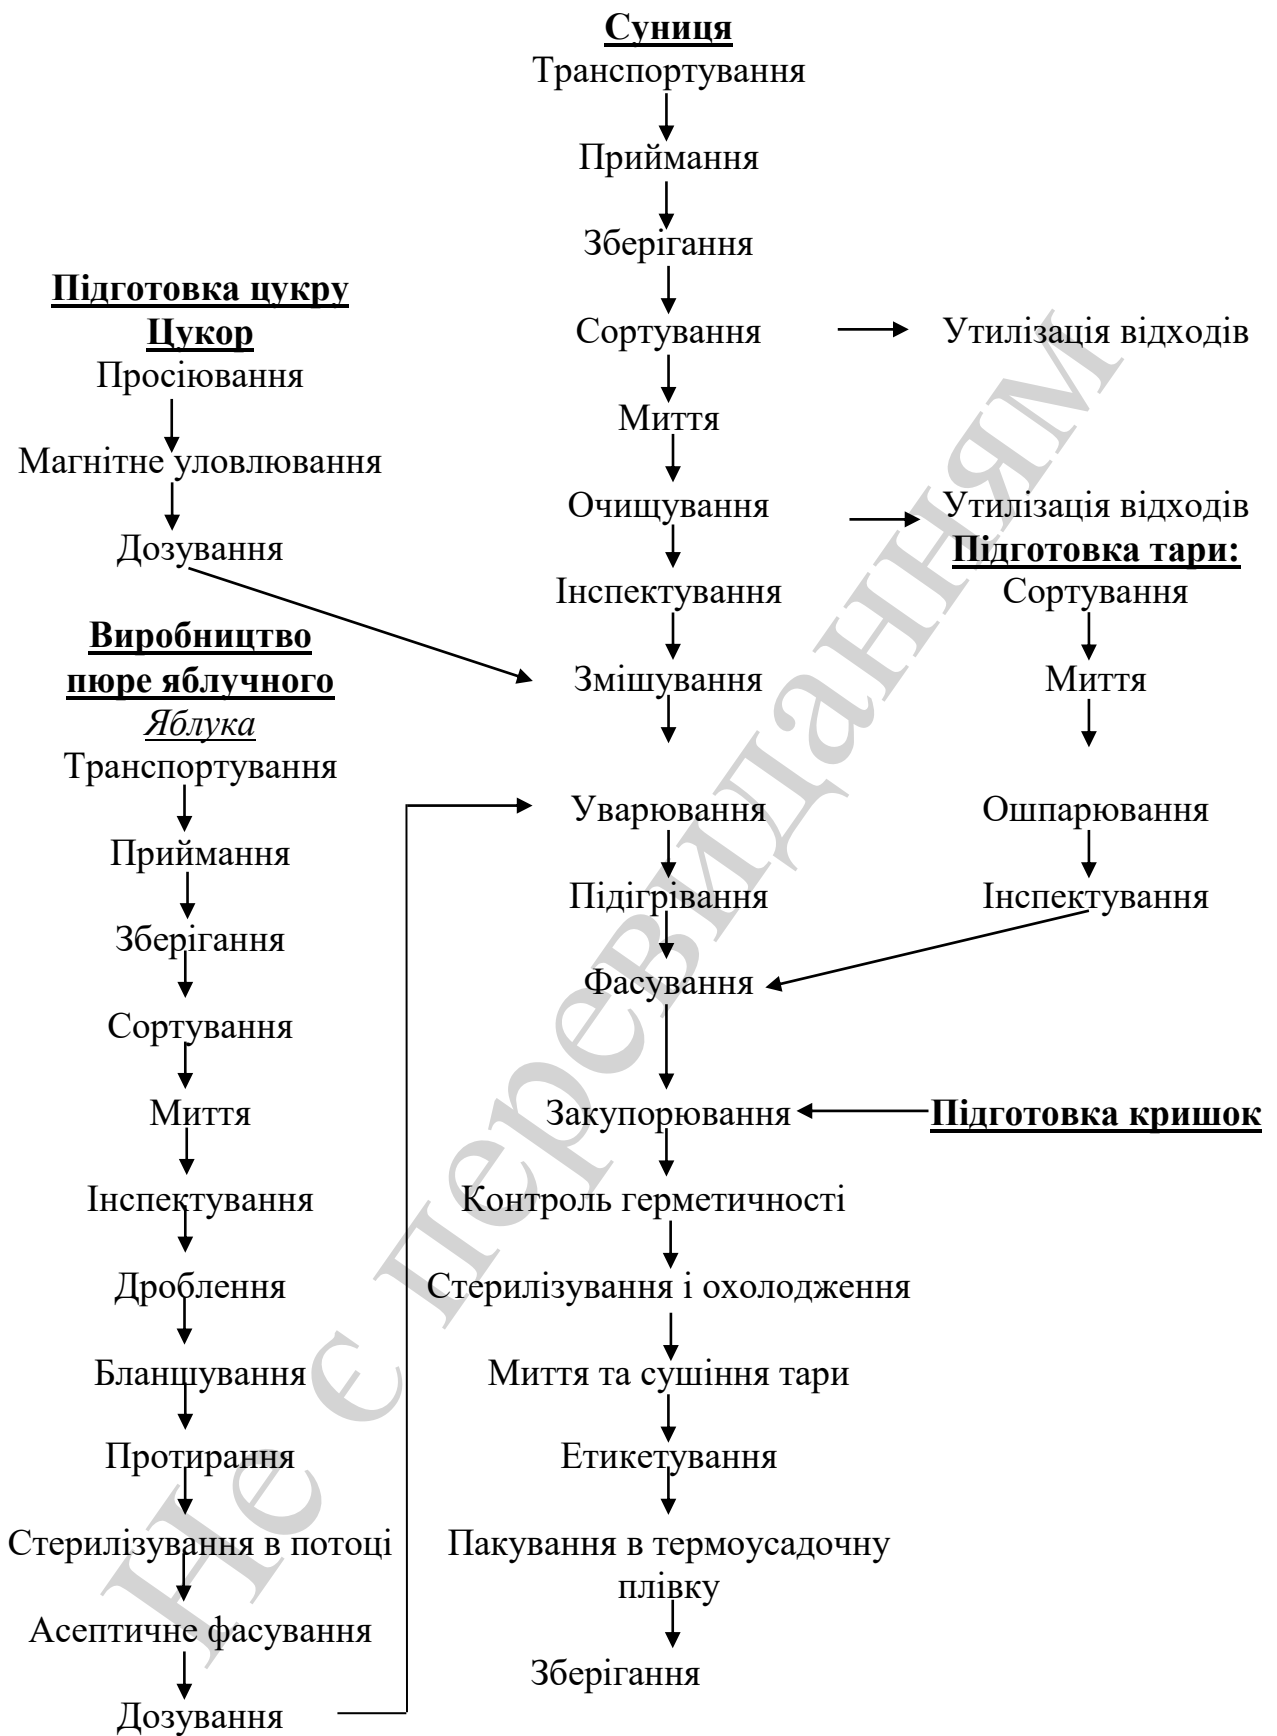 Суниця
Транспортування
Приймання
Зберігання
Сортування
Утилізація відходів
Миття
Очищування
Утилізація відходів
Інспектування
Змішування
Уварювання
Підігрівання
Фасування
Закупорювання
Контроль герметичності
Стерилізування і охолодження
Миття та сушіння тари
Етикетування
Пакування в термоусадочну
плівку
Зберігання
Підготовка цукру
Цукор
Просіювання
Магнітне уловлювання
Дозування
Виробництво
пюре яблучного
Яблука
Транспортування
Приймання
Зберігання
Сортування
Миття
Інспектування
Дроблення
Бланшування
Протирання
Стерилізування в потоці
Асептичне фасування
Дозування
Підготовка тари:
Сортування
Миття
Ошпарювання
Інспектування
Підготовка кришок
Не є перевиданням